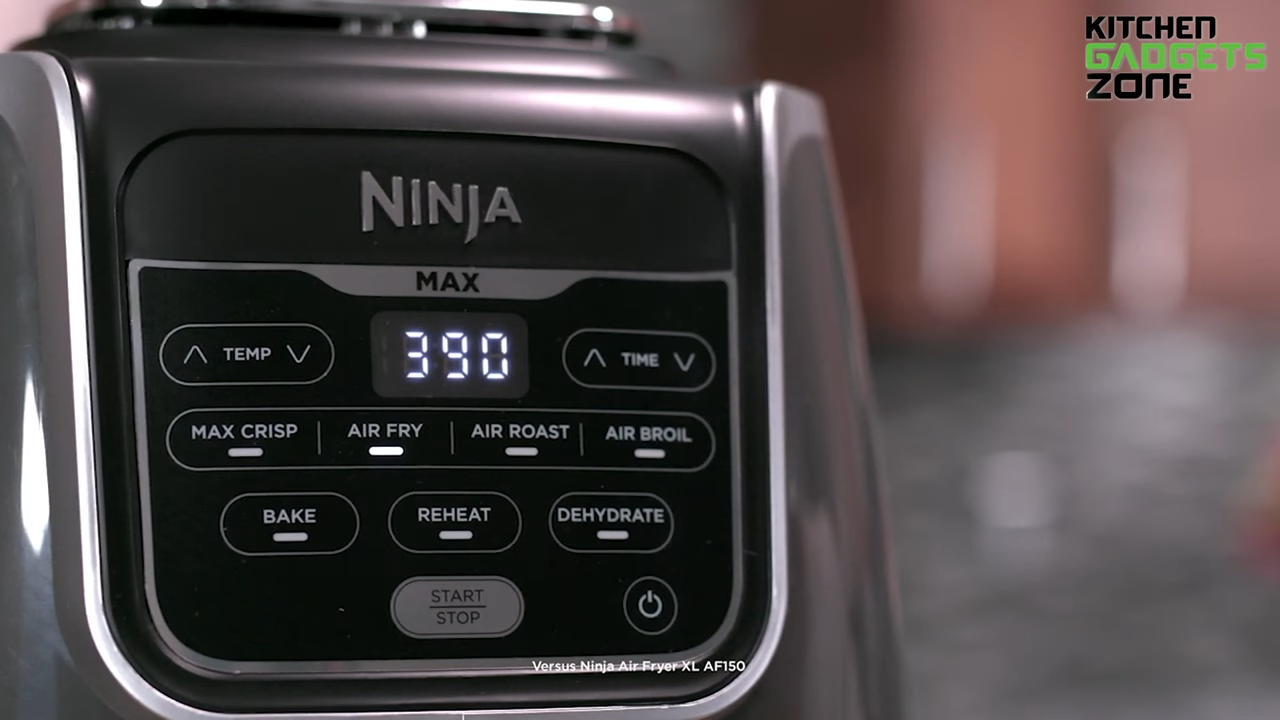 KITCHEN
GADGETS
ZONE
NINJA
MAX
TEMP
390
TIME
MAX CRISP
AIR FRY
AIR ROAST
AIR BROIL
BAKE
REHEAT
DEHYDRATE
START
STOP
Versus Ninja Air Fryer XL AF150